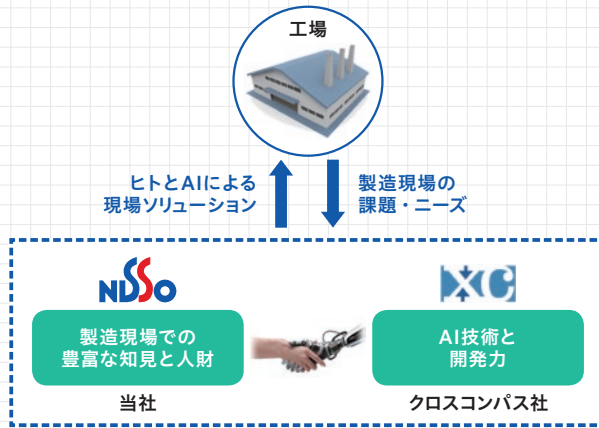 工場
ヒトとAIによる
現場ソリューション
製造現場の
課題・ニーズ
NISSO
XC
製造現場での
豊富な知見と人財
AI技術と
開発力
当社
クロスコンパス社